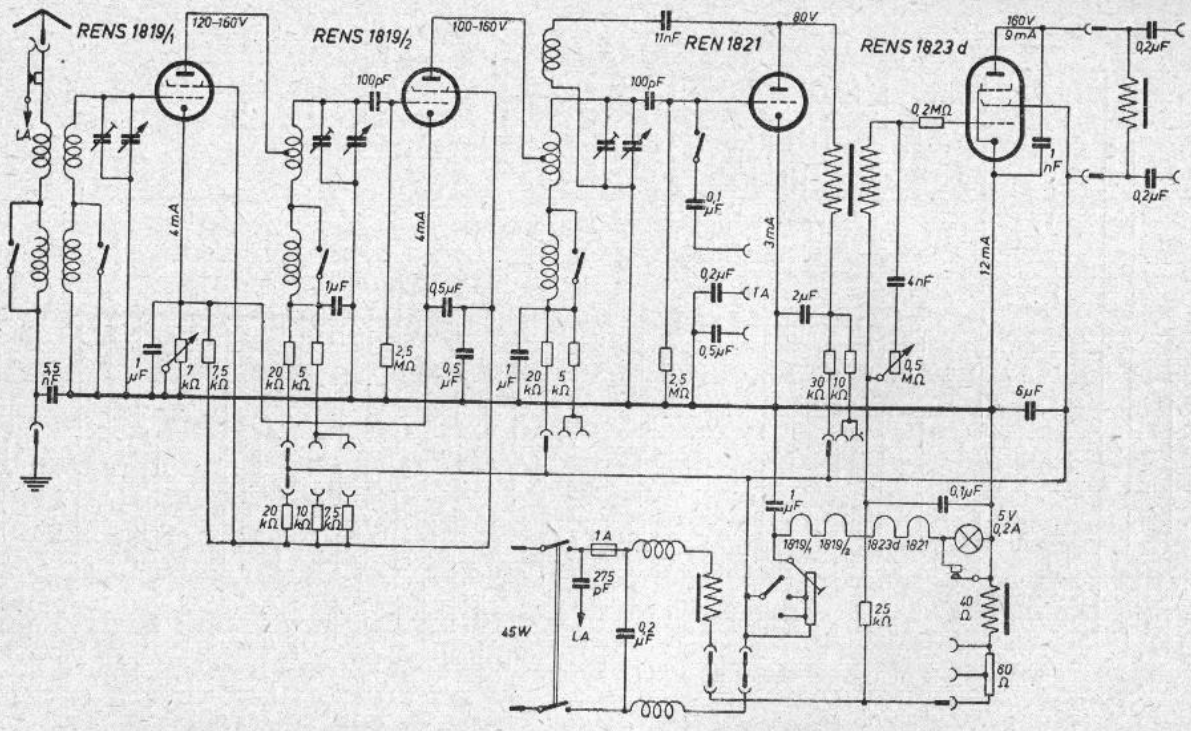 RENS 1819/1
120-160V
RENS 1819/2
100-160V
11nF
80V
REN 1821
RENS 1823d
160V
9mA
0,2µF
100pF
100pF
0,2MΩ
LA
1
nF
0,2µF
0,1
µF
4mA
4mA
3mA
12mA
0,2µF
TA
4nF
1µF
0,5µF
2µF
0,5µF
1
µF
7
kΩ
7,5
kΩ
20
kΩ
5
kΩ
2,5
MΩ
0,5
µF
1
µF
20
kΩ
5
kΩ
2,5
MΩ
30
kΩ
10
kΩ
0,5
MΩ
5,5
nF
6µF
20
kΩ
10
kΩ
7,5
kΩ
1
µF
0,1µF
5V
0,2A
1A
1819/1
1819/2
1823d
1821
275
pF
LA
45W
0,2
µF
25
kΩ
40
Ω
60
Ω